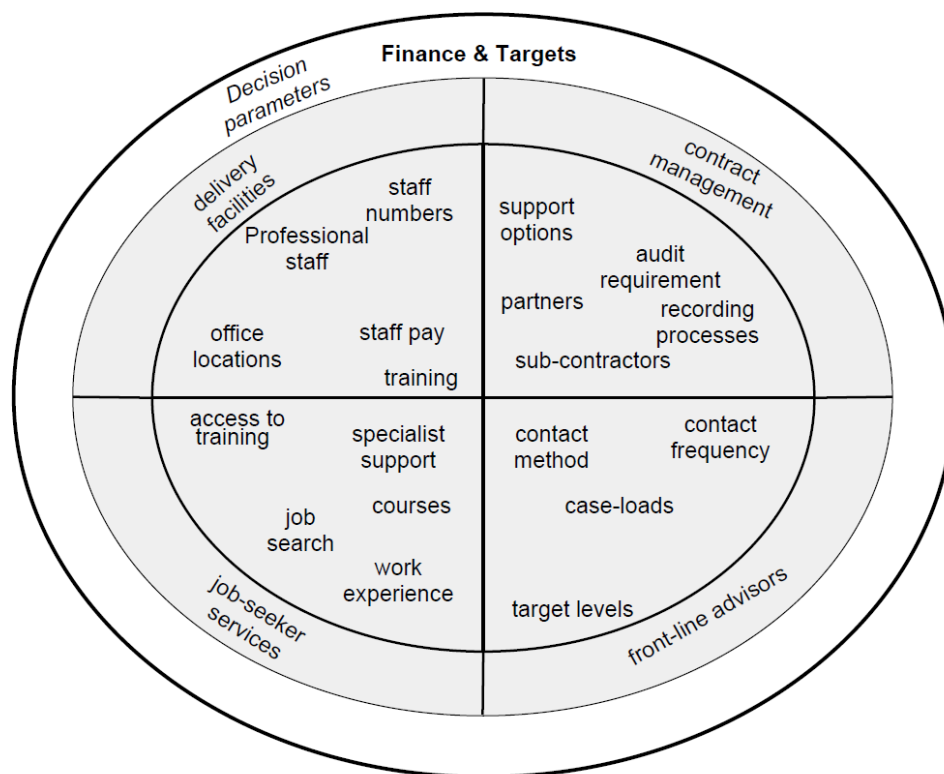 Finance & Targets
Decision
parameters
delivery
facilities
staff
numbers
Professional
staff
office
locations
staff pay
training
contract
management
support
options
audit
requirement
partners
recording
processes
sub-contractors
access to
training
specialist
support
courses
job
search
work
experience
job-seeker
services
contact
method
contact
frequency
case-loads
target levels
front-line advisors